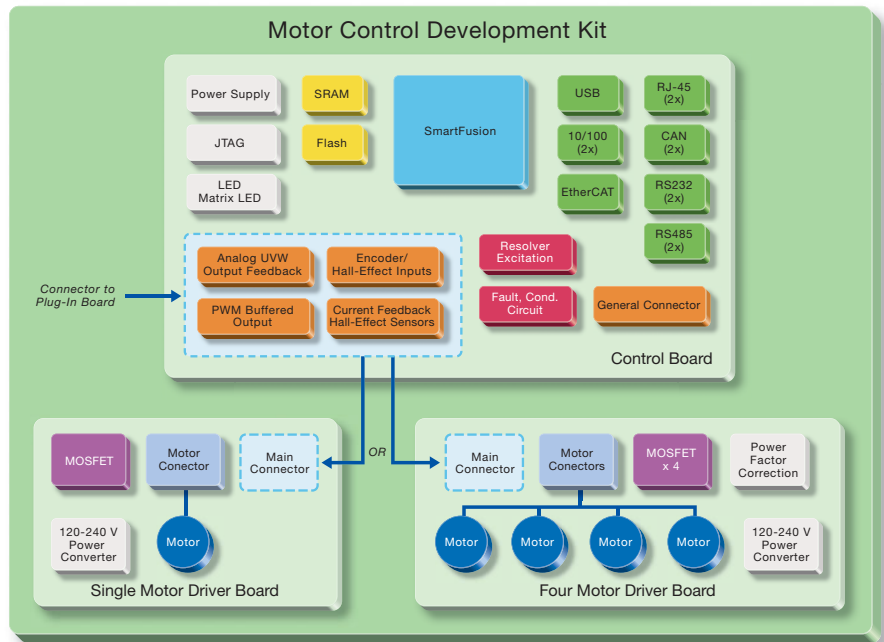 Motor Control Development Kit
Power Supply
SRAM
SmartFusion
USB
RJ-45
(2x)
JTAG
Flash
10/100
(2x)
CAN
(2x)
LED
Matrix LED
EtherCAT
RS232
(2x)
RS485
(2x)
Analog UVW
Output Feedback
Encoder/
Hall-Effect Inputs
Resolver
Excitation
Connector to
Plug-In Board
PWM Buffered
Output
Current Feedback
Hall-Effect Sensors
Fault, Cond.
Circuit
General Connector
Control Board
OR
MOSFET
Motor
Conector
Main
Connector
120-240 V
Power
Converter
Motor
Single Motor Driver Board
Main
Connector
Motor
Conectors
MOSFET
x 4
Power
Factor
Correction
Motor
Motor
Motor
Motor
120-240 V
Power
Converter
Four Motor Driver Board